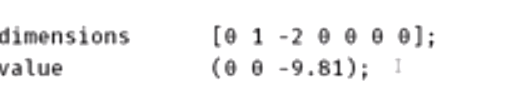 dimensions      [0 1 -2 0 0 0 0];
value           (0 0 -9.81);